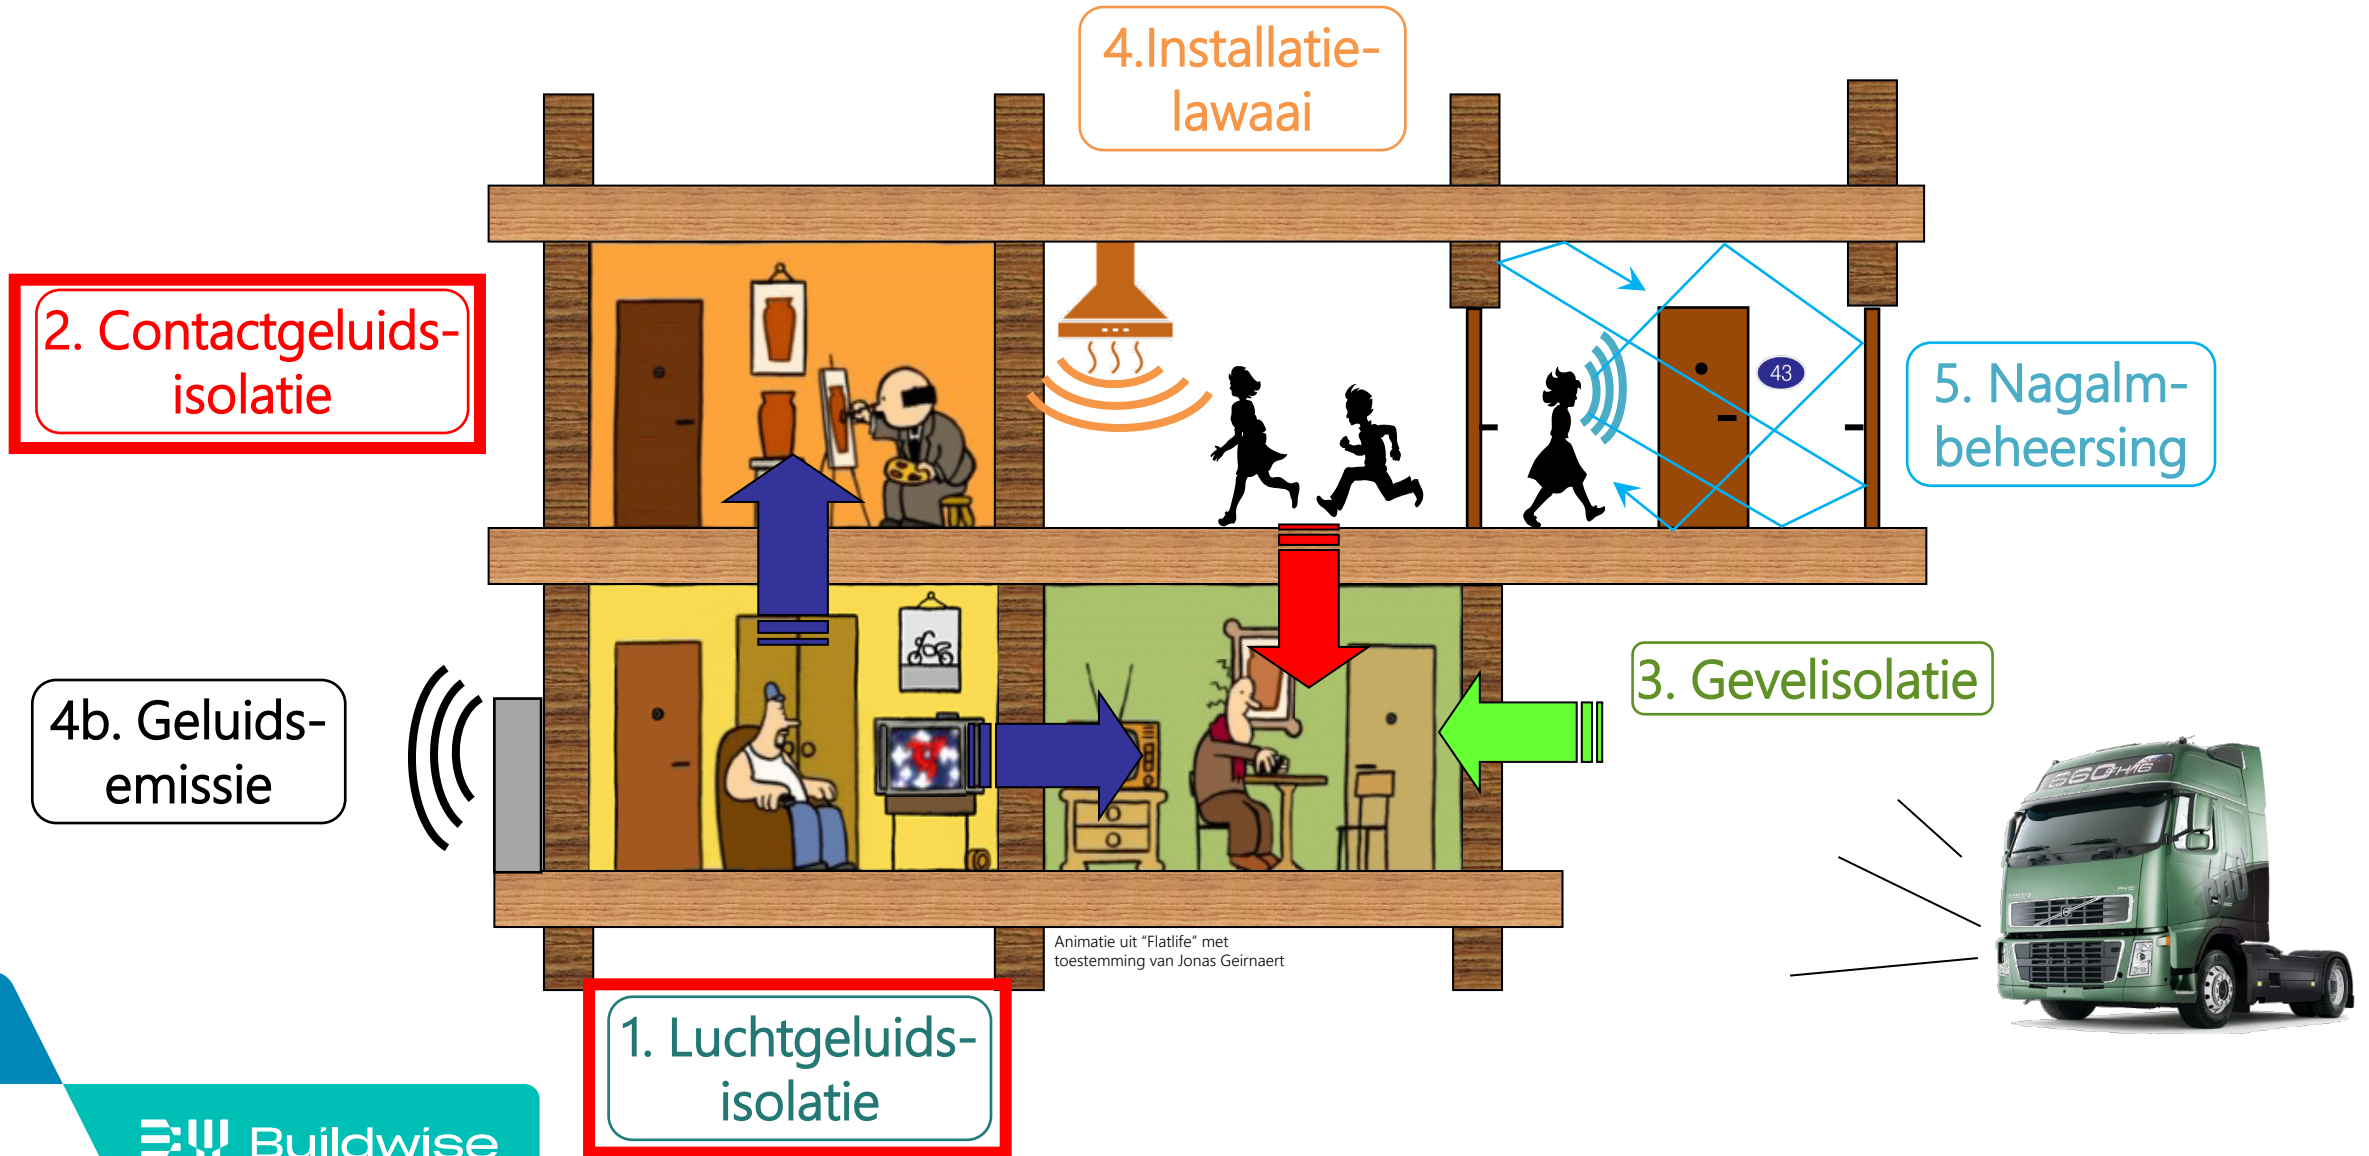 4.Installatie-
lawaai
2. Contactgeluids-
isolatie
43
5. Nagalm-
beheersing
3. Gevelisolatie
4b. Geluids-
emissie
Animatie uit “Flatlife” met
toestemming van Jonas Geirnaert
1. Luchtgeluids-
isolatie
Buildwise